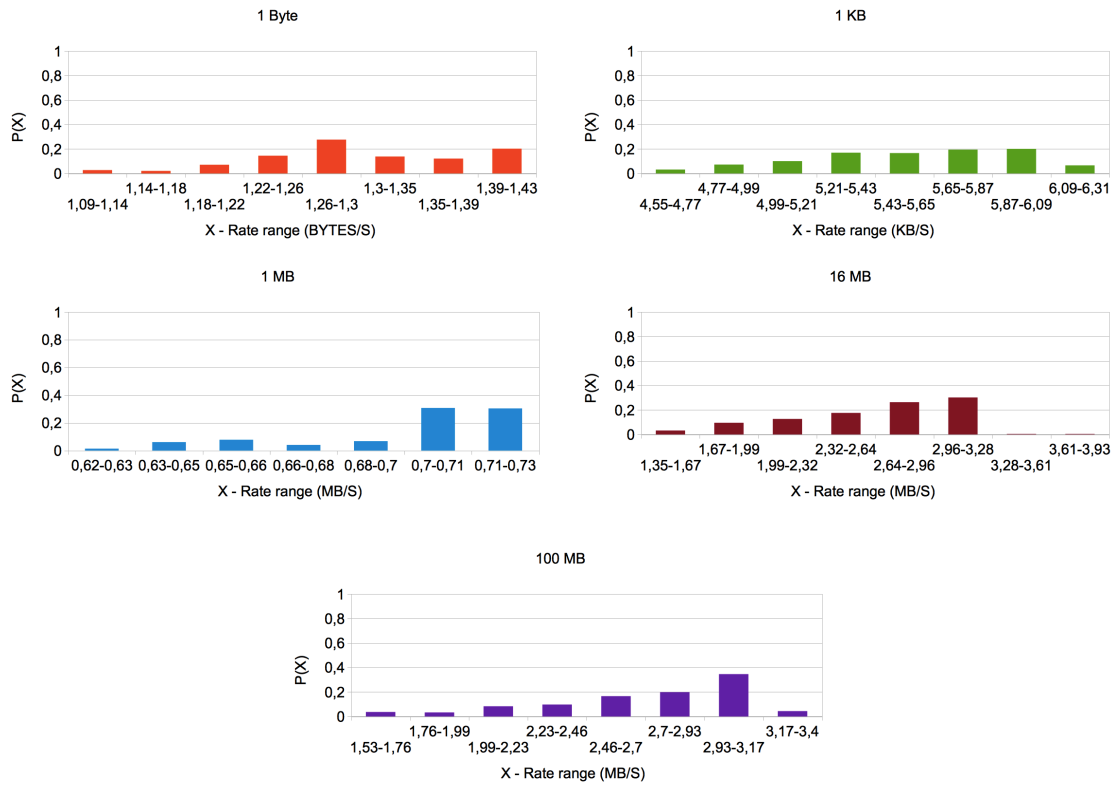 1 Byte
1
0,8
0,6
0,4
0,2
0
P(X)
1,14-1,18 1,22-1,26 1,3-1,35 1,39-1,43
1,09-1,14 1,18-1,22 1,26-1,3 1,35-1,39
X - Rate range (BYTES/S)
1 KB
1
0,8
0,6
0,4
0,2
0
P(X)
4,77-4,99 5,21-5,43 5,65-5,87 6,09-6,31
4,55-4,77 4,99-5,21 5,43-5,65 5,87-6,09
X - Rate range (KB/S)
1 MB
1
0,8
0,6
0,4
0,2
0
P(X)
0,62-0,63 0,63-0,65 0,65-0,66 0,66-0,68 0,68-0,7 0,7-0,71 0,71-0,73
X - Rate range (MB/S)
16 MB
1
0,8
0,6
0,4
0,2
0
P(X)
1,67-1,99 2,32-2,64 2,96-3,28 3,61-3,93
1,35-1,67 1,99-2,32 2,64-2,96 3,28-3,61
X - Rate range (MB/S)
100 MB
1
0,8
0,6
0,4
0,2
0
P(X)
1,76-1,99 2,23-2,46 2,7-2,93 3,17-3,4
1,53-1,76 1,99-2,23 2,46-2,7 2,93-3,17
X - Rate range (MB/S)